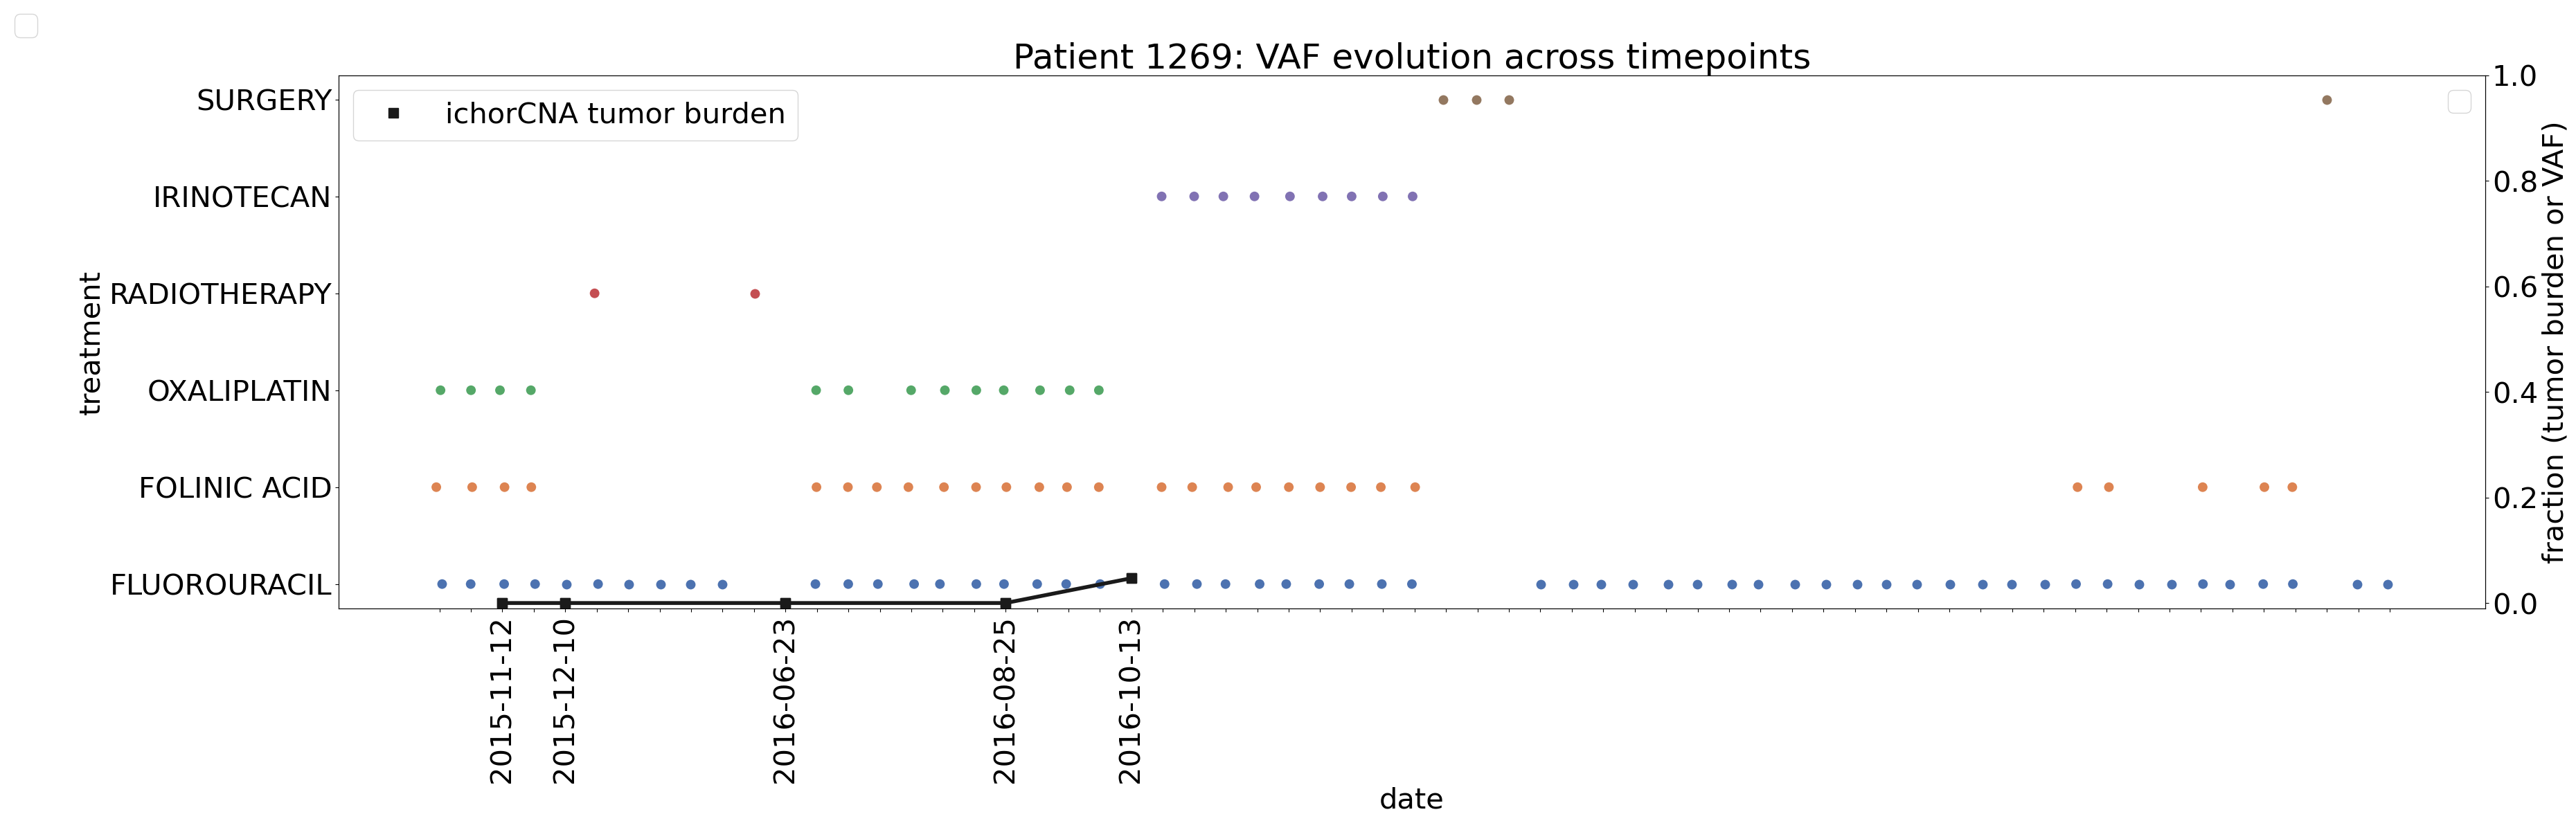 Patient 1269: VAF evolution across timepoints
ichorCNA tumor burden
treatment
SURGERY
IRINOTECAN
RADIOTHERAPY
OXALIPLATIN
FOLINIC ACID
FLUOROURACIL
1.0
0.8
0.6
0.4
0.2
0.0
fraction (tumor burden or VAF)
2015-11-12
2015-12-10
2016-06-23
2016-08-25
2016-10-13
date